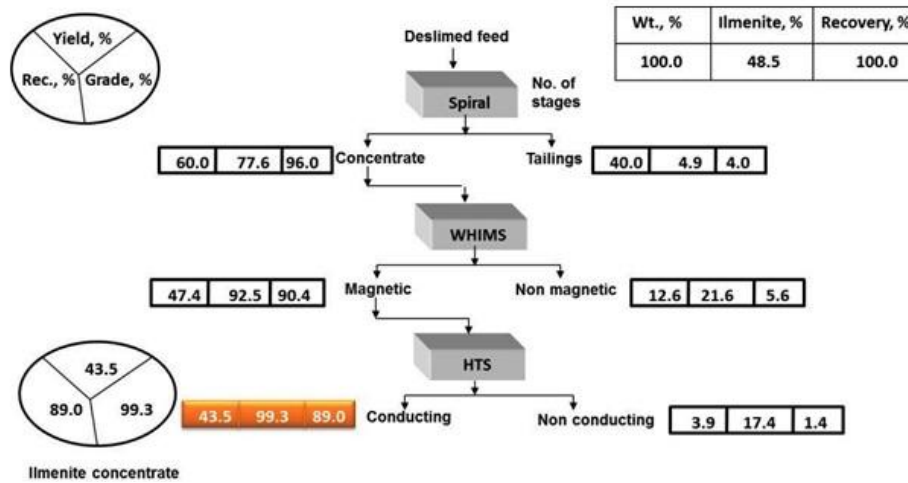 Yield, %
Rec., %
Grade, %
Deslimed feed
Wt., % Ilmenite, % Recovery, %
100.0 48.5 100.0
Spiral
No. of
stages
60.0 77.6 96.0
Concentrate
Tailings
40.0 4.9 4.0
WHIMS
47.4 92.5 90.4
Magnetic
Non magnetic
12.6 21.6 5.6
HTS
43.5
89.0
99.3
43.5 99.3 89.0
Conducting
Non conducting
3.9 17.4 1.4
Ilmenite concentrate